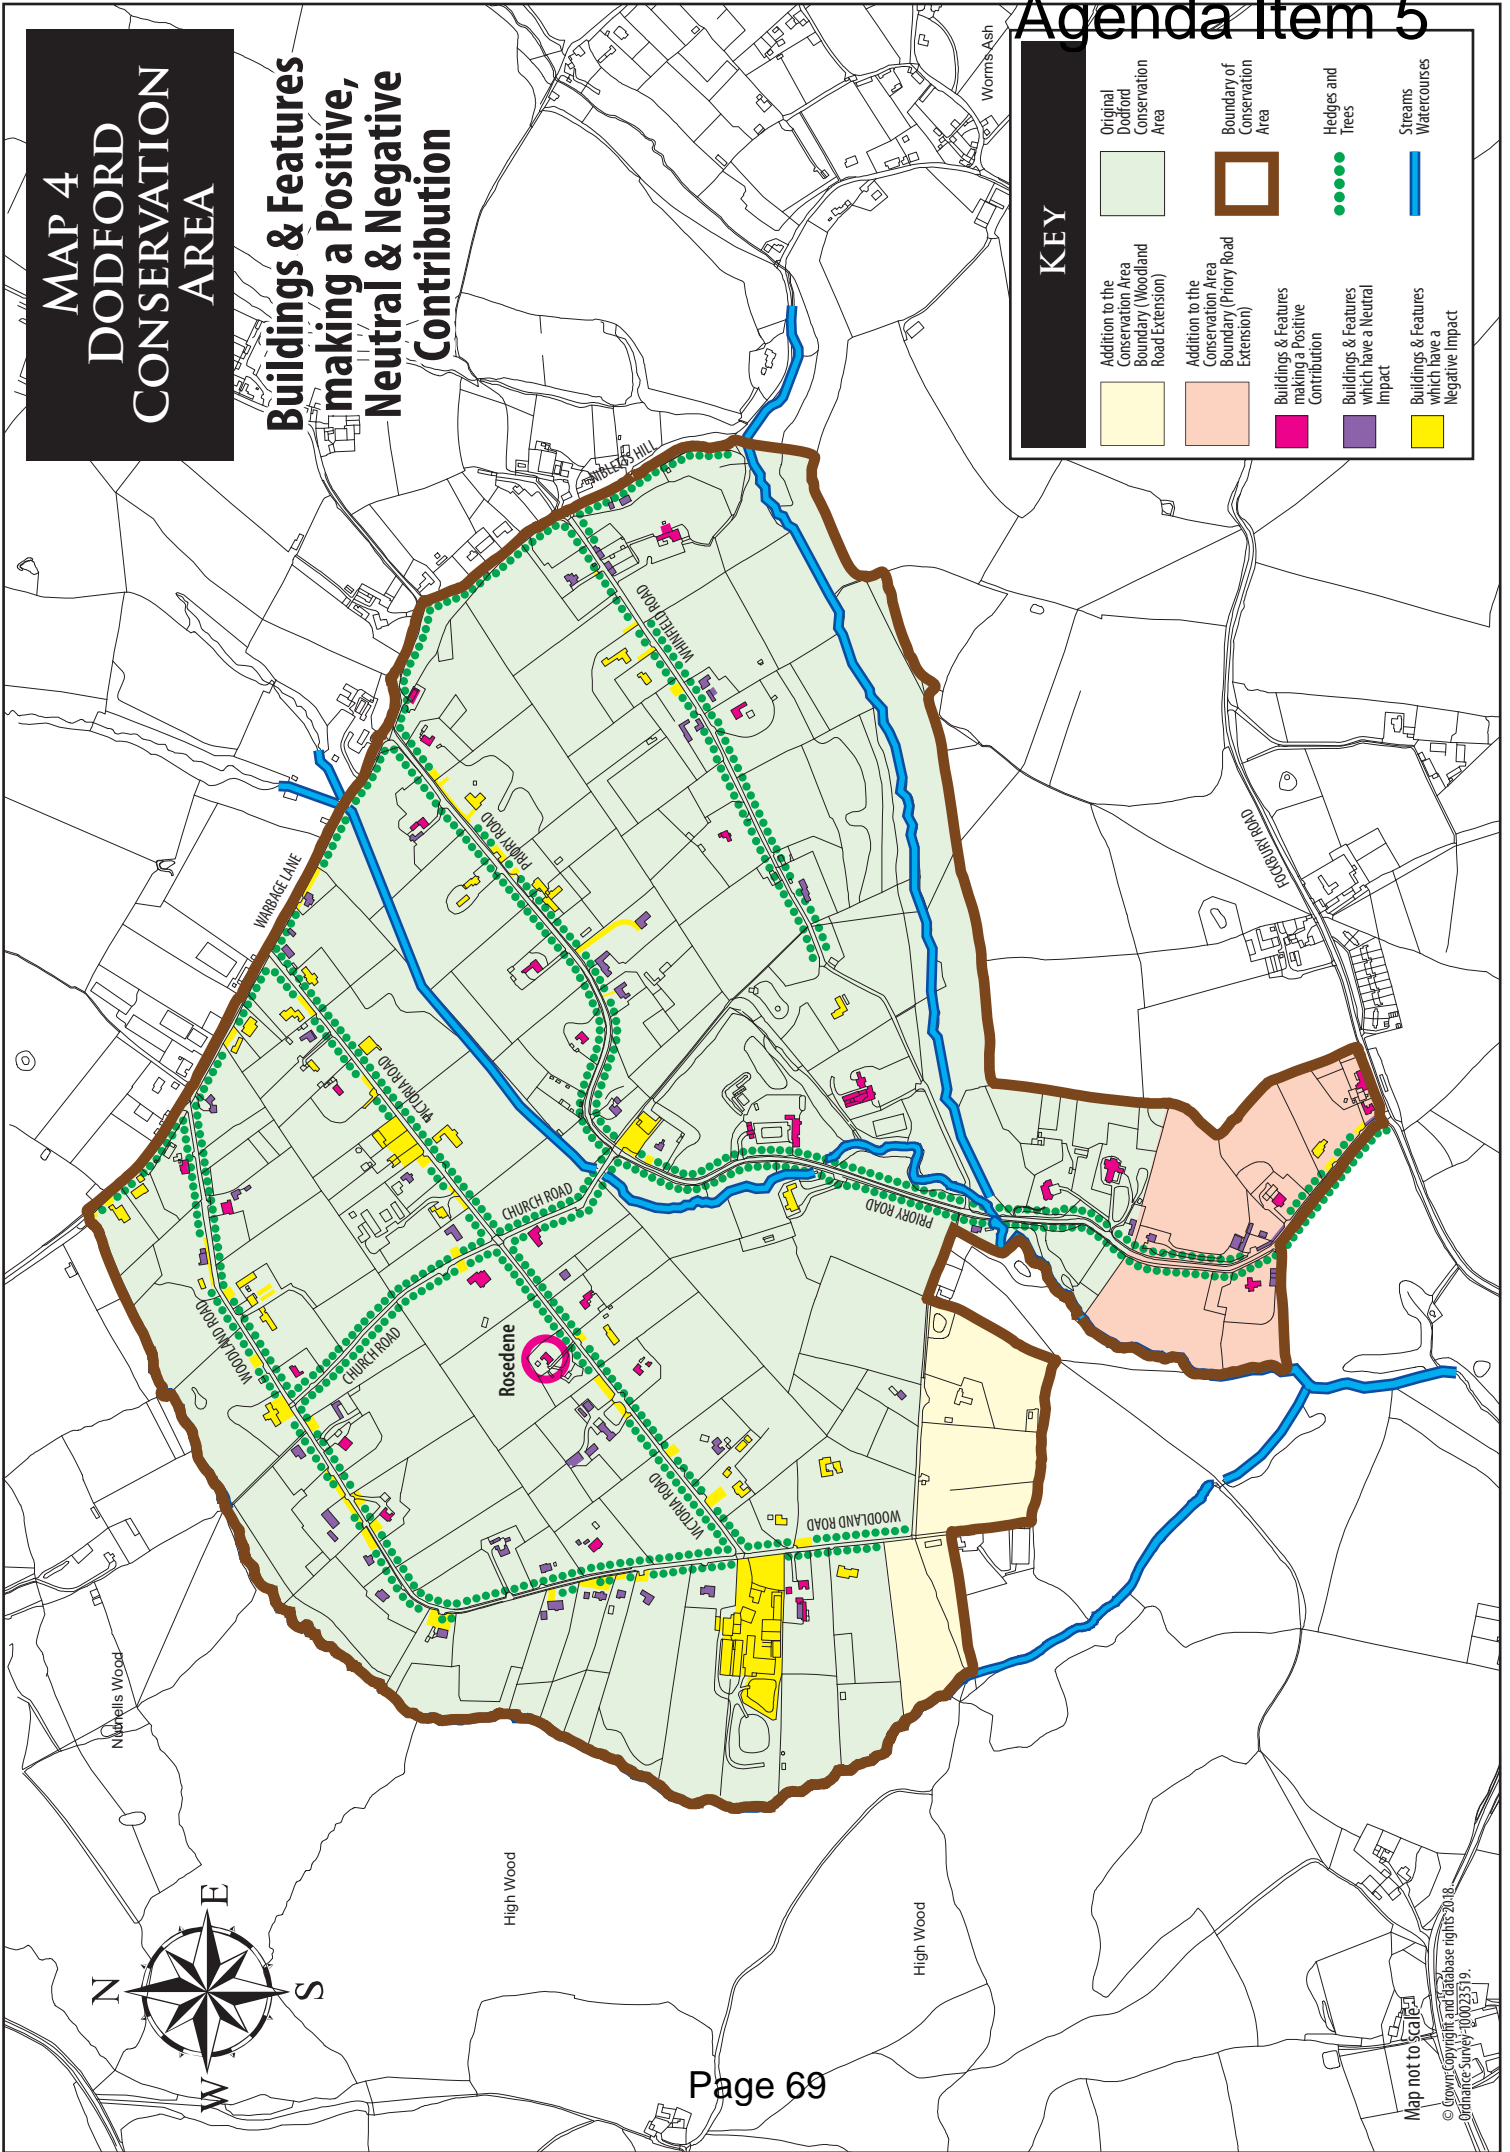 Agenda Item 5
MAP 4
DODFORD
CONSERVATION
AREA
Buildings & Features
making a Positive,
Neutral & Negative
Contribution
KEY
Addition to the
Conservation Area
Boundary (Woodland
Road Extension)
Addition to the
Conservation Area
Boundary (Priory Road
Extension)
Buildings & Features
making a Positive
Contribution
Buildings & Features
which have a Neutral
Impact
Buildings & Features
which have a
Negative Impact
Original
Dodford
Conservation
Area
Boundary of
Conservation
Area
Hedges and
Trees
Streams
Watercourses
Worms Ash
NIBLETTS HILL
WHINFIELD ROAD
PRIORY ROAD
WARBAGE LANE
VICTORIA ROAD
CHURCH ROAD
PRIORY ROAD
FOCKBURY ROAD
WOODLAND ROAD
CHURCH ROAD
Rosedene
VICTORIA ROAD
WOODLAND ROAD
Nutnells Wood
High Wood
High Wood
N
E
S
W
Map not to scale.
© Crown Copyright and database rights 2018.
Ordnance Survey 100023519.
Page 69